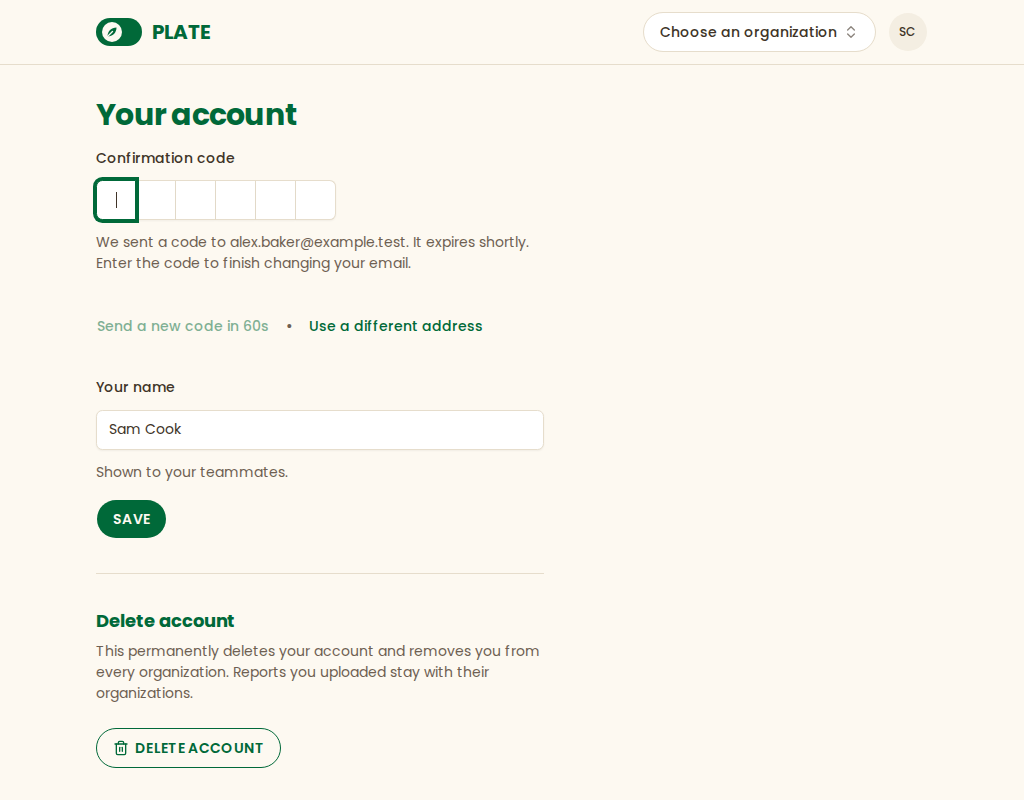 PLATE
Choose an organization
SC
Your account
Confirmation code
We sent a code to alex.baker@example.test. It expires shortly.
Enter the code to finish changing your email.
Send a new code in 60s • Use a different address
Your name
Sam Cook
Shown to your teammates.
SAVE
Delete account
This permanently deletes your account and removes you from
every organization. Reports you uploaded stay with their
organizations.
DELETE ACCOUNT